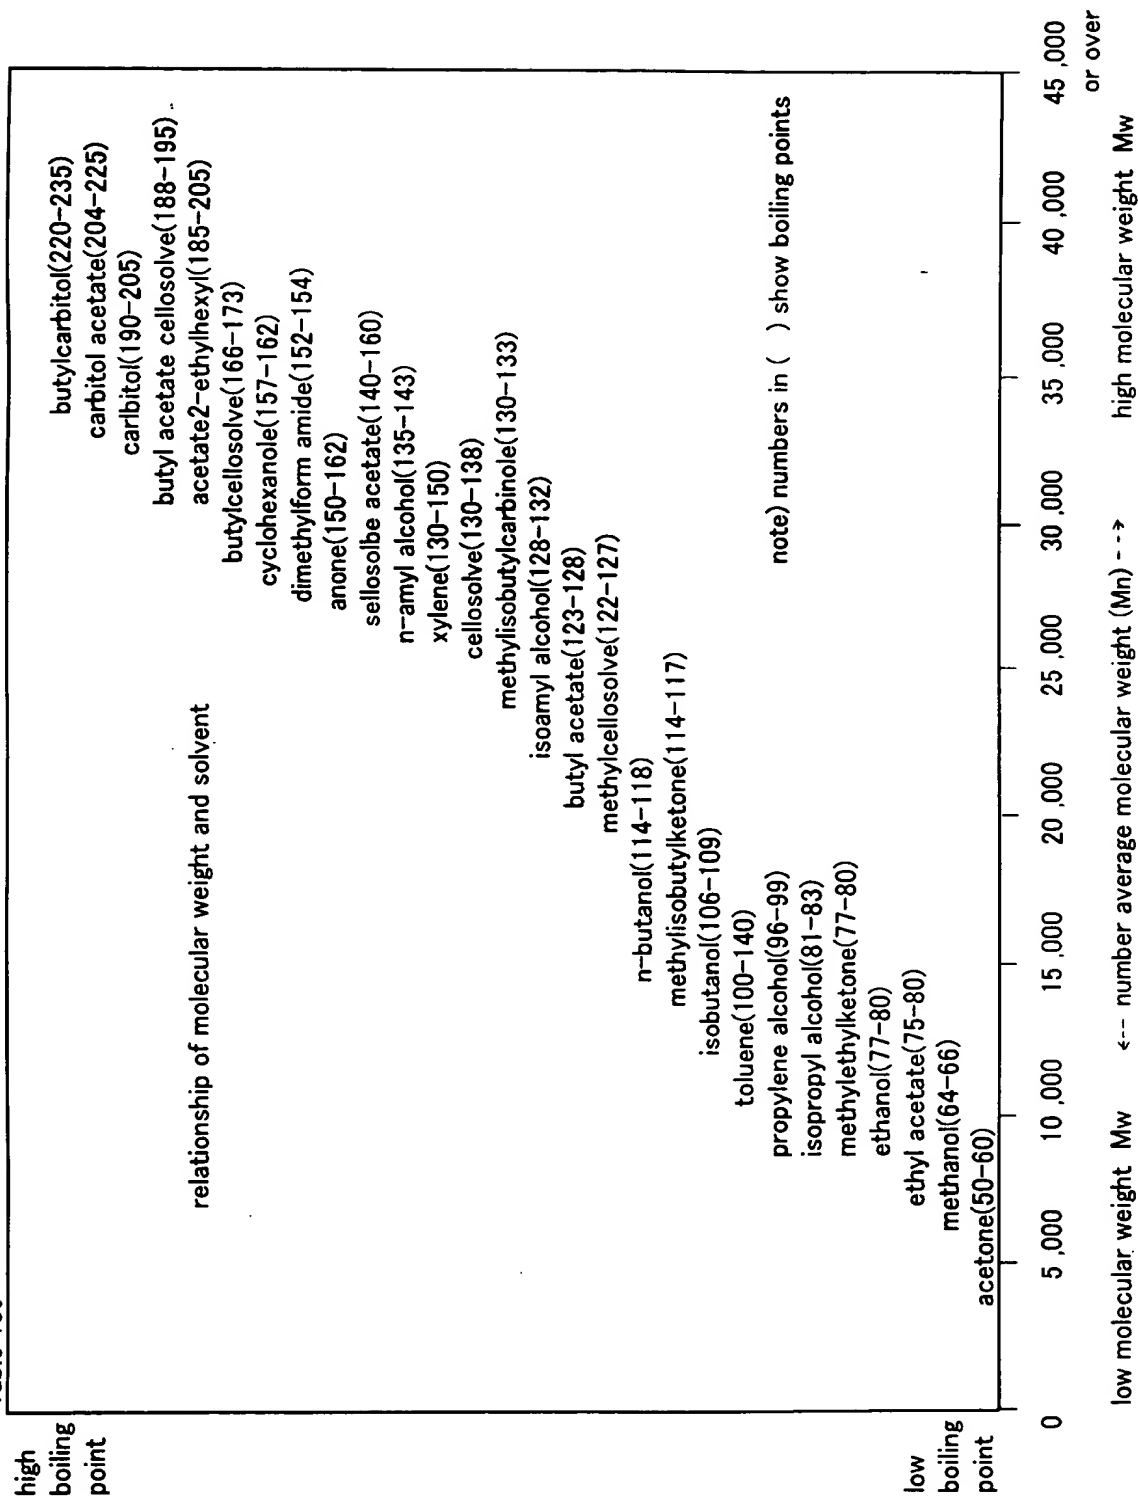 high
boiling
point
butylcarbitol(220-235)
carbitol acetate(204-225)
carlbitol(190-205)
butyl acetate cellosolve(188-195)
relationship of molecular weight and solvent
acetate2-ethylhexyl(185-205)
butylcellosolve(166-173)
cyclohexanole(157-162)
dimethylform amide(152-154)
anone(150-162)
sellosolbe acetate(140-160)
n-amyl alcohol(135-143)
xylene(130-150)
cellosolve(130-138)
methylisobutylcarbinole(130-133)
isoamyl alcohol(128-132)
butyl acetate(123-128)
methylcellosolve(122-127)
n-butanol(114-118)
methylisobutylketone(114-117)
isobutanol(106-109)
toluene(100-140)
propylene alcohol(96-99)
note) numbers in ( ) show boiling points
isopropyl alcohol(81-83)
methylethylketone(77-80)
ethanol(77-80)
ethyl acetate(75-80)
methanol(64-66)
acetone(50-60)
low
boiling
point
0 5,000 10,000 15,000 20,000 25,000 30,000 35,000 40,000 45,000
or over
low molecular weight Mw <-- number average molecular weight (Mn) --> high molecular weight Mw